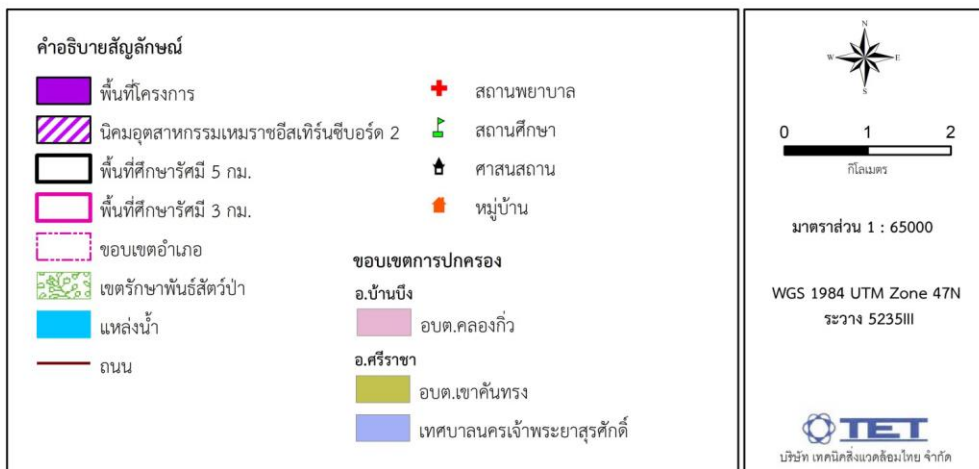 คำอธิบายสัญลักษณ์
พื้นที่โครงการ
นิคมอุตสาหกรรมเหมราชอีสเทิร์นซีบอร์ด 2
พื้นที่ศึกษารัศมี 5 กม.
พื้นที่ศึกษารัศมี 3 กม.
ขอบเขตอำเภอ
เขตรักษาพันธ์สัตว์ป่า
แหล่งน้ำ
ถนน
สถานพยาบาล
สถานศึกษา
ศาสนสถาน
หมู่บ้าน
ขอบเขตการปกครอง
อ.บ้านบึง
อบต.คลองกิ่ว
อ.ศรีราชา
อบต.เขาคันทรง
เทศบาลนครเจ้าพระยาสุรศักดิ์
N
W E
S
0 1 2
กิโลเมตร
มาตราส่วน 1 : 65000
WGS 1984 UTM Zone 47N
ระวาง 5235III
TET
บริษัท เทคนิคสิ่งแวดล้อมไทย จำกัด